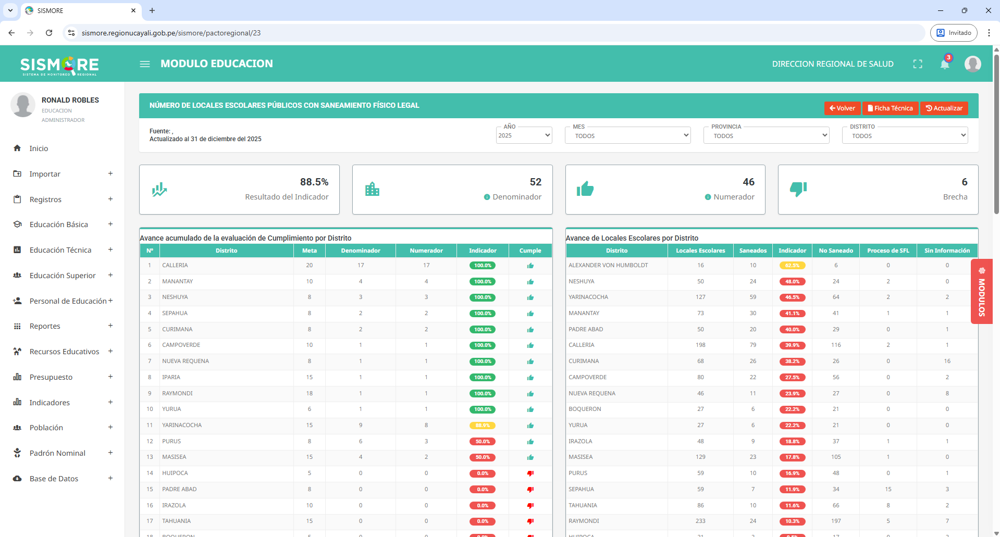 SISMORE
sismore.regionucayali.gob.pe/sismore/pactoregional/23
Invitado
SISMORE
SISTEMA DE MONITOREO REGIONAL
MODULO EDUCACION
DIRECCION REGIONAL DE SALUD
3
RONALD ROBLES
EDUCACION
ADMINISTRADOR
Inicio
Importar +
Registros +
Educación Básica +
Educación Técnica +
Educación Superior +
Personal de Educación +
Reportes +
Recursos Educativos +
Presupuesto +
Indicadores +
Población +
Padrón Nominal +
Base de Datos +
NÚMERO DE LOCALES ESCOLARES PÚBLICOS CON SANEAMIENTO FÍSICO LEGAL
Volver
Ficha Técnica
Actualizar
Fuente: ,
Actualizado al 31 de diciembre del 2025
AÑO
2025
MES
TODOS
PROVINCIA
TODOS
DISTRITO
TODOS
88.5%
Resultado del Indicador
52
Denominador
46
Numerador
6
Brecha
Avance acumulado de la evaluación de Cumplimiento por Distrito
N° Distrito Meta Denominador Numerador Indicador Cumple
1 CALLERIA 20 17 17 100.0%
2 MANANTAY 10 4 4 100.0%
3 NESHUYA 8 3 3 100.0%
4 SEPAHUA 8 2 2 100.0%
5 CURIMANA 8 2 2 100.0%
6 CAMPOVERDE 10 1 1 100.0%
7 NUEVA REQUENA 8 1 1 100.0%
8 IPARIA 15 1 1 100.0%
9 RAYMONDI 18 1 1 100.0%
10 YURUA 6 1 1 100.0%
11 YARINACOCHA 15 9 8 88.9%
12 PURUS 8 6 3 50.0%
13 MASISEA 15 4 2 50.0%
14 HUIPOCA 5 0 0 0.0%
15 PADRE ABAD 8 0 0 0.0%
16 IRAZOLA 10 0 0 0.0%
17 TAHUANIA 15 0 0 0.0%
18 BOQUERON 5 0 0 0.0%
Avance de Locales Escolares por Distrito
Distrito Locales Escolares Saneados Indicador No Saneado Proceso de SFL Sin Información
ALEXANDER VON HUMBOLDT 16 10 62.5% 6 0 0
NESHUYA 50 24 48.0% 24 2 0
YARINACOCHA 127 59 46.5% 64 2 2
MANANTAY 73 30 41.1% 41 1 1
PADRE ABAD 50 20 40.0% 29 0 1
CALLERIA 198 79 39.9% 116 2 1
CURIMANA 68 26 38.2% 26 0 16
CAMPOVERDE 80 22 27.5% 56 0 2
NUEVA REQUENA 46 11 23.9% 27 0 8
BOQUERON 27 6 22.2% 21 0 0
YURUA 27 6 22.2% 21 0 0
IRAZOLA 48 9 18.8% 37 1 1
MASISEA 129 23 17.8% 105 1 0
PURUS 59 10 16.9% 48 0 1
SEPAHUA 59 7 11.9% 34 15 3
TAHUANIA 86 10 11.6% 66 8 2
RAYMONDI 233 24 10.3% 197 5 7
HUIPOCA 21 2 9.5% 17 0 2
MODULOS